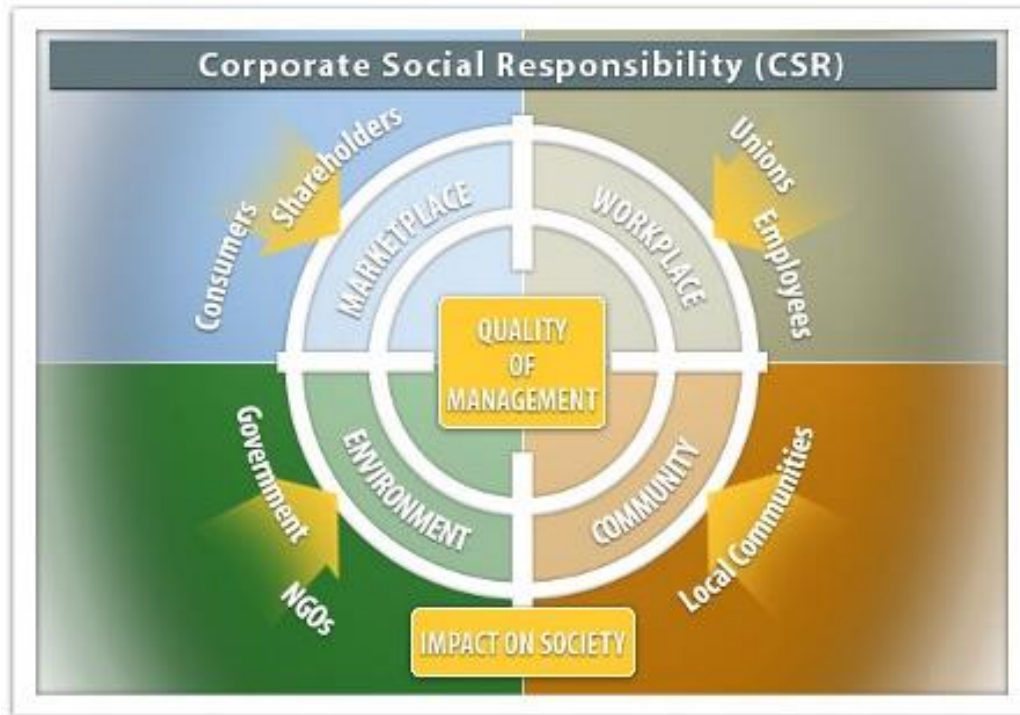 Corporate Social Responsibility (CSR)
Consumers
Shareholders
MARKETPLACE
WORKPLACE
Unions
Employees
QUALITY
OF
MANAGEMENT
Government
NGOs
ENVIRONMENT
COMMUNITY
Local Communities
IMPACT ON SOCIETY